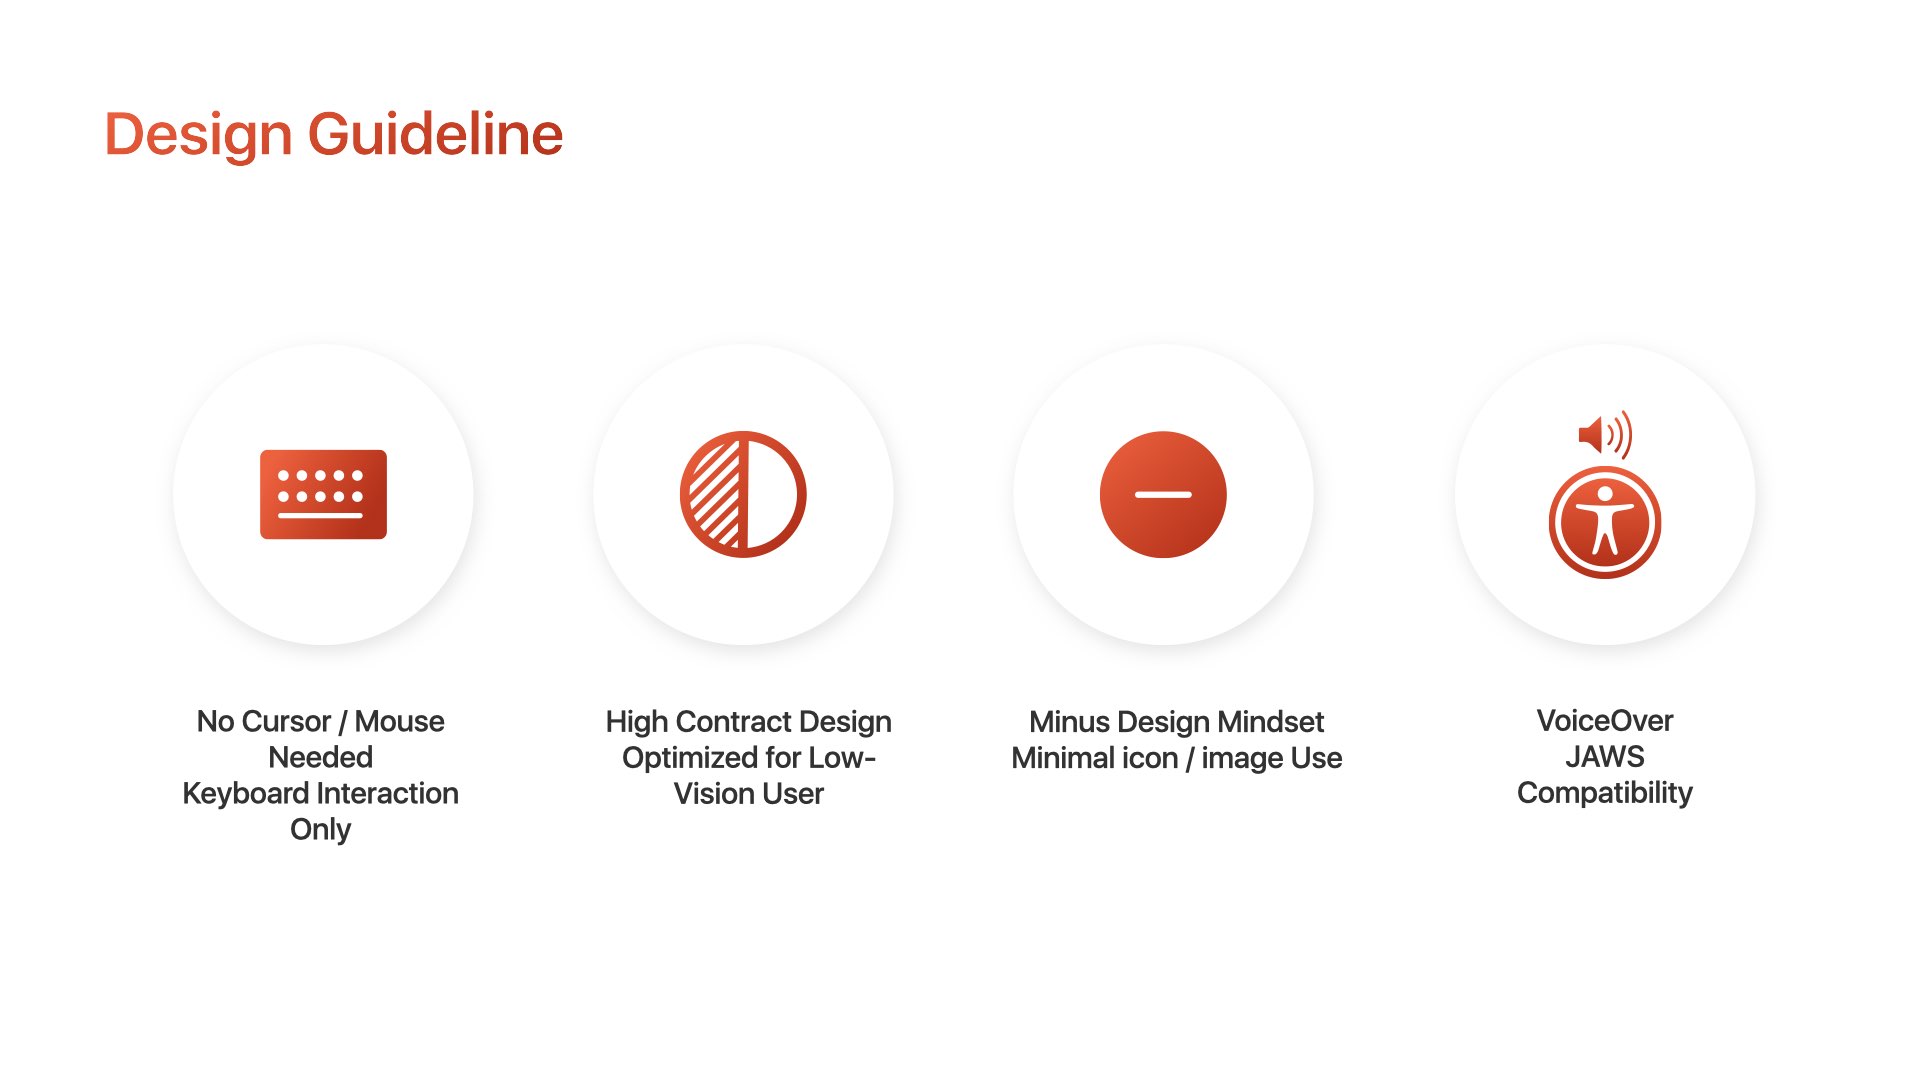 Design Guideline
No Cursor / Mouse
Needed
Keyboard Interaction
Only
High Contract Design
Optimized for Low-
Vision User
Minus Design Mindset
Minimal icon / image Use
VoiceOver
JAWS
Compatibility